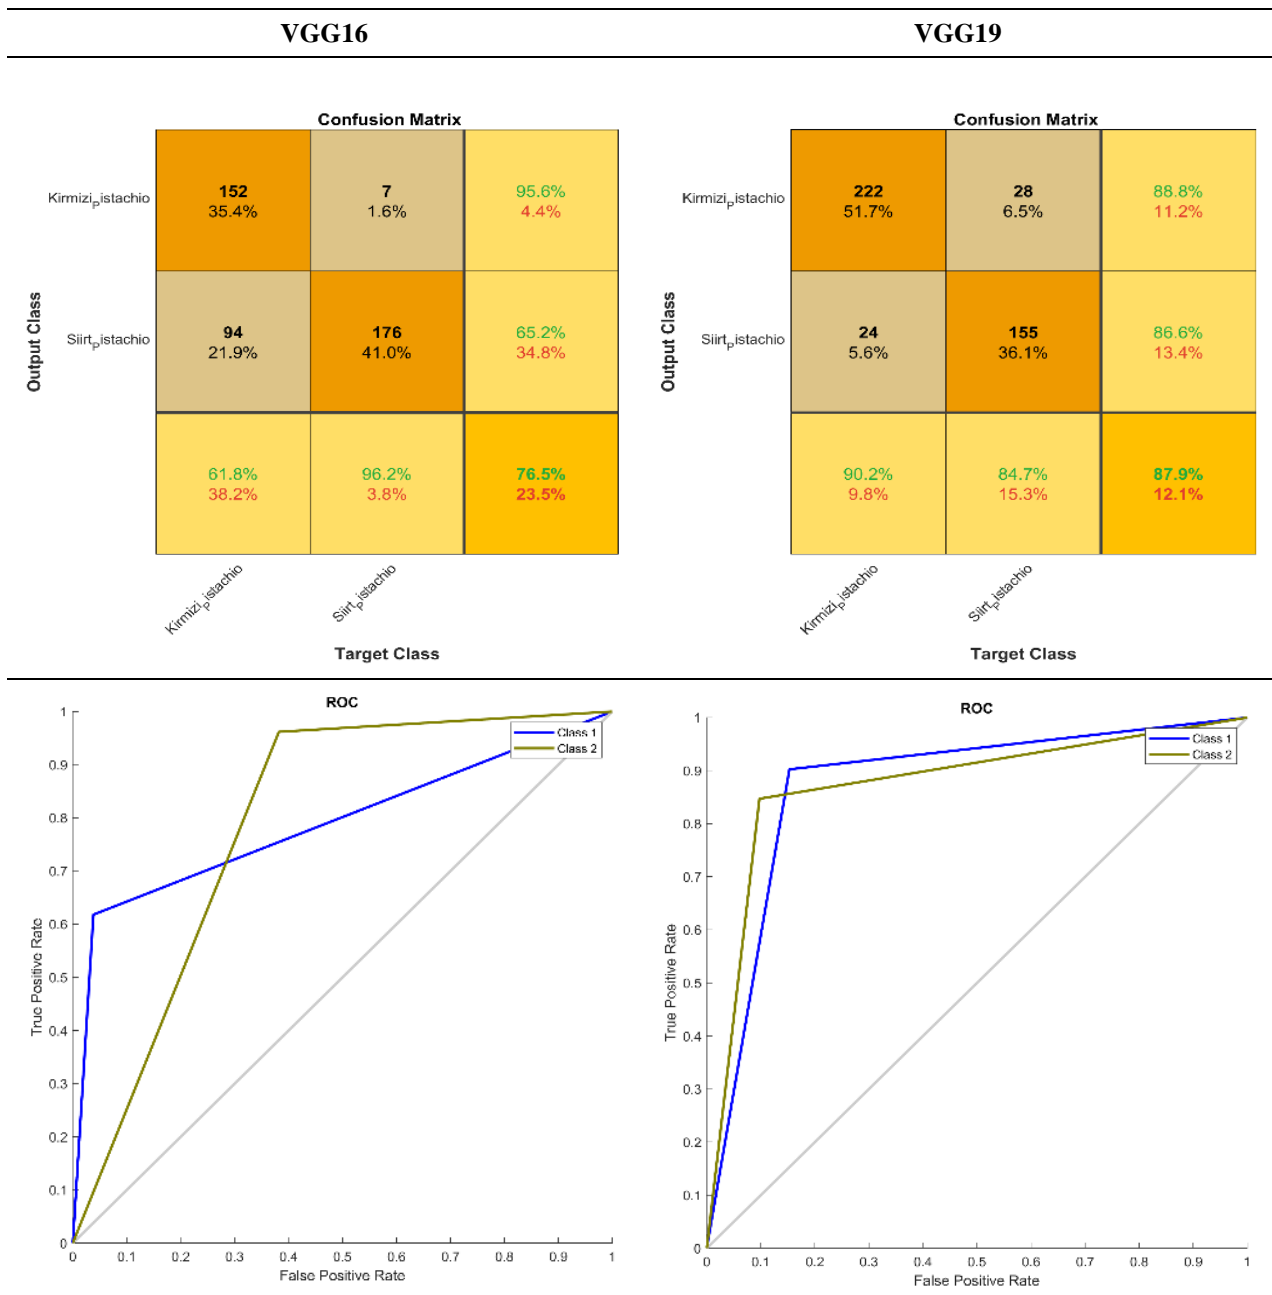 VGG16
VGG19
Confusion Matrix
Kirmizi_Pistachio
152
35.4%
7
1.6%
95.6%
4.4%
Siirt_Pistachio
94
21.9%
176
41.0%
65.2%
34.8%
61.8%
38.2%
96.2%
3.8%
76.5%
23.5%
Output Class
Kirmizi_Pistachio
Siirt_Pistachio
Target Class
Confusion Matrix
Kirmizi_Pistachio
222
51.7%
28
6.5%
88.8%
11.2%
Siirt_Pistachio
24
5.6%
155
36.1%
86.6%
13.4%
90.2%
9.8%
84.7%
15.3%
87.9%
12.1%
Output Class
Kirmizi_Pistachio
Siirt_Pistachio
Target Class
ROC
Class 1
Class 2
1
0.9
0.8
0.7
0.6
0.5
0.4
0.3
0.2
0.1
0
True Positive Rate
0 0.1 0.2 0.3 0.4 0.5 0.6 0.7 0.8 0.9 1
False Positive Rate
ROC
Class 1
Class 2
1
0.9
0.8
0.7
0.6
0.5
0.4
0.3
0.2
0.1
0
True Positive Rate
0 0.1 0.2 0.3 0.4 0.5 0.6 0.7 0.8 0.9 1
False Positive Rate